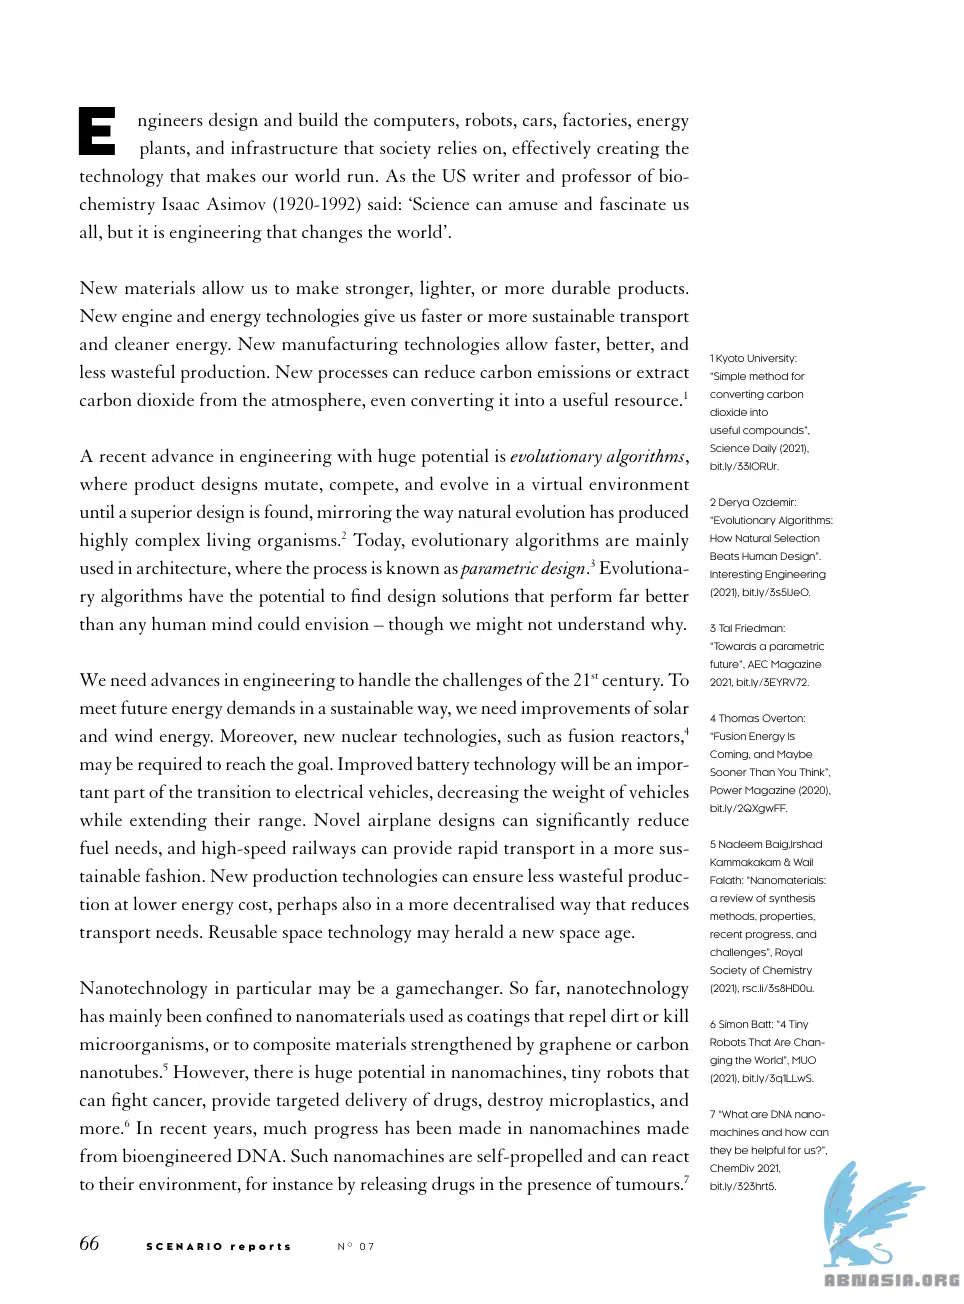 Engineers design and build the computers, robots, cars, factories, energy
plants, and infrastructure that society relies on, effectively creating the
technology that makes our world run. As the US writer and professor of bio-
chemistry Isaac Asimov (1920-1992) said: ‘Science can amuse and fascinate us
all, but it is engineering that changes the world’.
New materials allow us to make stronger, lighter, or more durable products.
New engine and energy technologies give us faster or more sustainable transport
and cleaner energy. New manufacturing technologies allow faster, better, and
less wasteful production. New processes can reduce carbon emissions or extract
carbon dioxide from the atmosphere, even converting it into a useful resource.1
A recent advance in engineering with huge potential is evolutionary algorithms,
where product designs mutate, compete, and evolve in a virtual environment
until a superior design is found, mirroring the way natural evolution has produced
highly complex living organisms.2 Today, evolutionary algorithms are mainly
used in architecture, where the process is known as parametric design.3 Evolutiona-
ry algorithms have the potential to find design solutions that perform far better
than any human mind could envision – though we might not understand why.
We need advances in engineering to handle the challenges of the 21st century. To
meet future energy demands in a sustainable way, we need improvements of solar
and wind energy. Moreover, new nuclear technologies, such as fusion reactors,4
may be required to reach the goal. Improved battery technology will be an impor-
tant part of the transition to electrical vehicles, decreasing the weight of vehicles
while extending their range. Novel airplane designs can significantly reduce
fuel needs, and high-speed railways can provide rapid transport in a more sus-
tainable fashion. New production technologies can ensure less wasteful produc-
tion at lower energy cost, perhaps also in a more decentralised way that reduces
transport needs. Reusable space technology may herald a new space age.
Nanotechnology in particular may be a gamechanger. So far, nanotechnology
has mainly been confined to nanomaterials used as coatings that repel dirt or kill
microorganisms, or to composite materials strengthened by graphene or carbon
nanotubes.5 However, there is huge potential in nanomachines, tiny robots that
can fight cancer, provide targeted delivery of drugs, destroy microplastics, and
more.6 In recent years, much progress has been made in nanomachines made
from bioengineered DNA. Such nanomachines are self-propelled and can react
to their environment, for instance by releasing drugs in the presence of tumours.7
1 Kyoto University:
“Simple method for
converting carbon
dioxide into
useful compounds”,
Science Daily (2021),
bit.ly/33IORUr.
2 Derya Ozdemir:
“Evolutionary Algorithms:
How Natural Selection
Beats Human Design”.
Interesting Engineering
(2021), bit.ly/3s5IJeO.
3 Tal Friedman:
“Towards a parametric
future”, AEC Magazine
2021, bit.ly/3EYRV72.
4 Thomas Overton:
“Fusion Energy Is
Coming, and Maybe
Sooner Than You Think”,
Power Magazine (2020),
bit.ly/2QXgwFF.
5 Nadeem Baig,Irshad
Kammakakam & Wail
Falath: “Nanomaterials:
a review of synthesis
methods, properties,
recent progress, and
challenges”, Royal
Society of Chemistry
(2021), rsc.li/3s8HD0u.
6 Simon Batt: “4 Tiny
Robots That Are Chan-
ging the World”, MUO
(2021), bit.ly/3q1LLwS.
7 “What are DNA nano-
machines and how can
they be helpful for us?”,
ChemDiv 2021,
bit.ly/323hrt5.
66 SCENARIO reports NO 07
ABNASIA.ORG